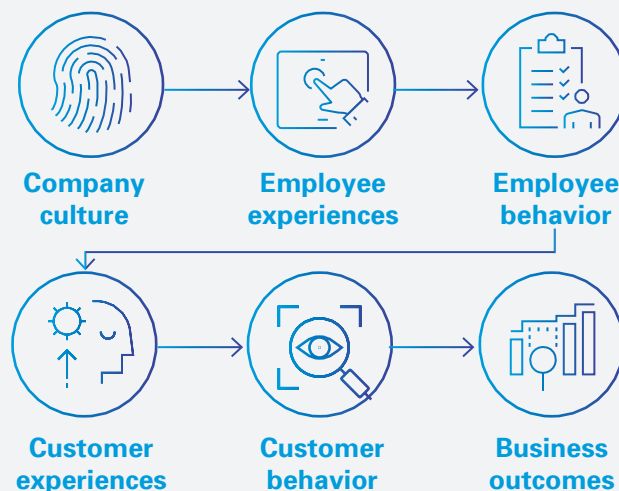 Company
culture
Employee
experiences
Employee
behavior
Customer
experiences
Customer
behavior
Business
outcomes